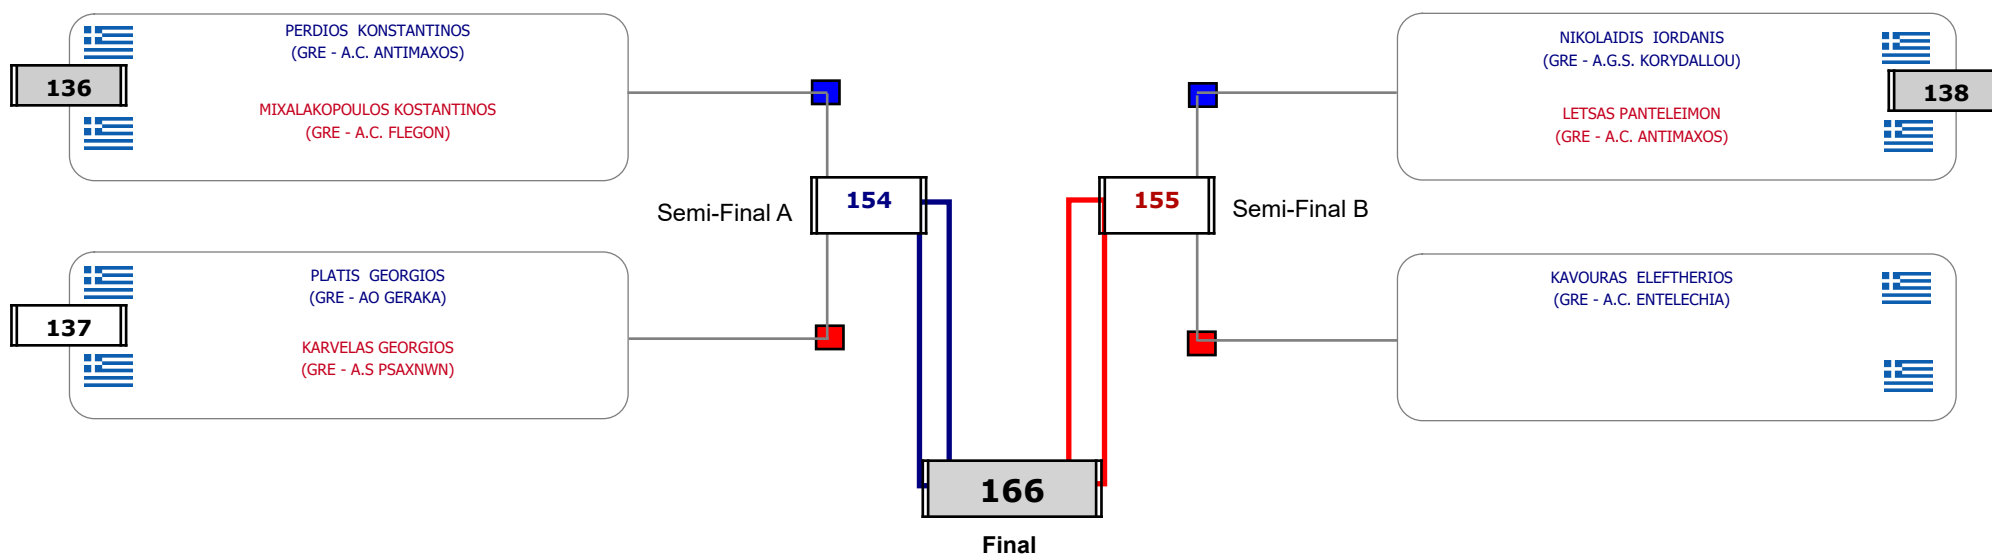 PERDIOS KONSTANTINOS
(GRE - A.C. ANTIMAXOS)
136
MIXALAKOPOULOS KOSTANTINOS
(GRE - A.C. FLEGON)
NIKOLAIDIS IORDANIS
(GRE - A.G.S. KORYDALLOU)
138
LETSAS PANTELEIMON
(GRE - A.C. ANTIMAXOS)
Semi-Final A
154
155
Semi-Final B
PLATIS GEORGIOS
(GRE - AO GERAKA)
137
KARVELAS GEORGIOS
(GRE - A.S PSAXNWN)
KAVOURAS ELEFTHERIOS
(GRE - A.C. ENTELECHIA)
166
Final